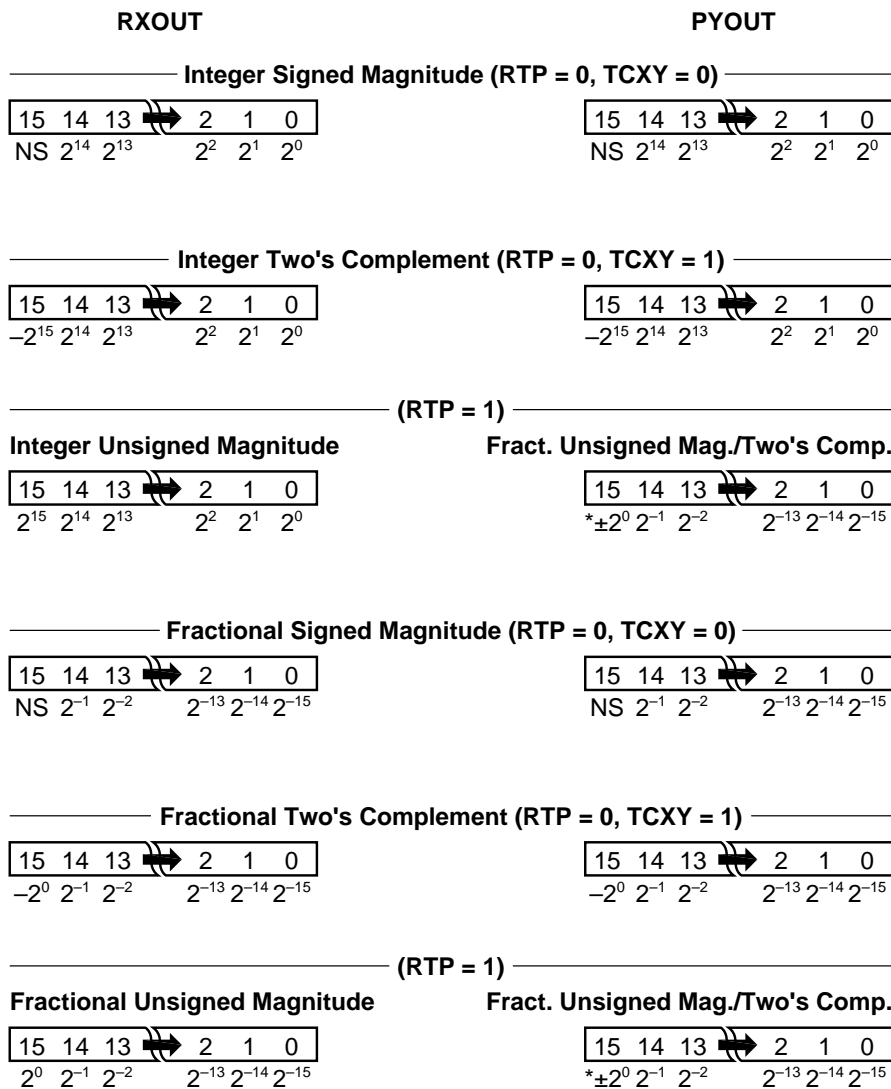 RXOUT PYOUT
Integer Signed Magnitude (RTP = 0, TCXY = 0)
15 14 13 2 1 0 15 14 13 2 1 0
NS 2¹⁴ 2¹³ 2² 2¹ 2⁰ NS 2¹⁴ 2¹³ 2² 2¹ 2⁰
Integer Two's Complement (RTP = 0, TCXY = 1)
15 14 13 2 1 0 15 14 13 2 1 0
–2¹⁵ 2¹⁴ 2¹³ 2² 2¹ 2⁰ –2¹⁵ 2¹⁴ 2¹³ 2² 2¹ 2⁰
(RTP = 1)
Integer Unsigned Magnitude Fract. Unsigned Mag./Two's Comp.
15 14 13 2 1 0 15 14 13 2 1 0
2¹⁵ 2¹⁴ 2¹³ 2² 2¹ 2⁰ *±2⁰ 2⁻¹ 2⁻² 2⁻¹³ 2⁻¹⁴ 2⁻¹⁵
Fractional Signed Magnitude (RTP = 0, TCXY = 0)
15 14 13 2 1 0 15 14 13 2 1 0
NS 2⁻¹ 2⁻² 2⁻¹³ 2⁻¹⁴ 2⁻¹⁵ NS 2⁻¹ 2⁻² 2⁻¹³ 2⁻¹⁴ 2⁻¹⁵
Fractional Two's Complement (RTP = 0, TCXY = 1)
15 14 13 2 1 0 15 14 13 2 1 0
–2⁰ 2⁻¹ 2⁻² 2⁻¹³ 2⁻¹⁴ 2⁻¹⁵ –2⁰ 2⁻¹ 2⁻² 2⁻¹³ 2⁻¹⁴ 2⁻¹⁵
(RTP = 1)
Fractional Unsigned Magnitude Fract. Unsigned Mag./Two's Comp.
15 14 13 2 1 0 15 14 13 2 1 0
2⁰ 2⁻¹ 2⁻² 2⁻¹³ 2⁻¹⁴ 2⁻¹⁵ *±2⁰ 2⁻¹ 2⁻² 2⁻¹³ 2⁻¹⁴ 2⁻¹⁵